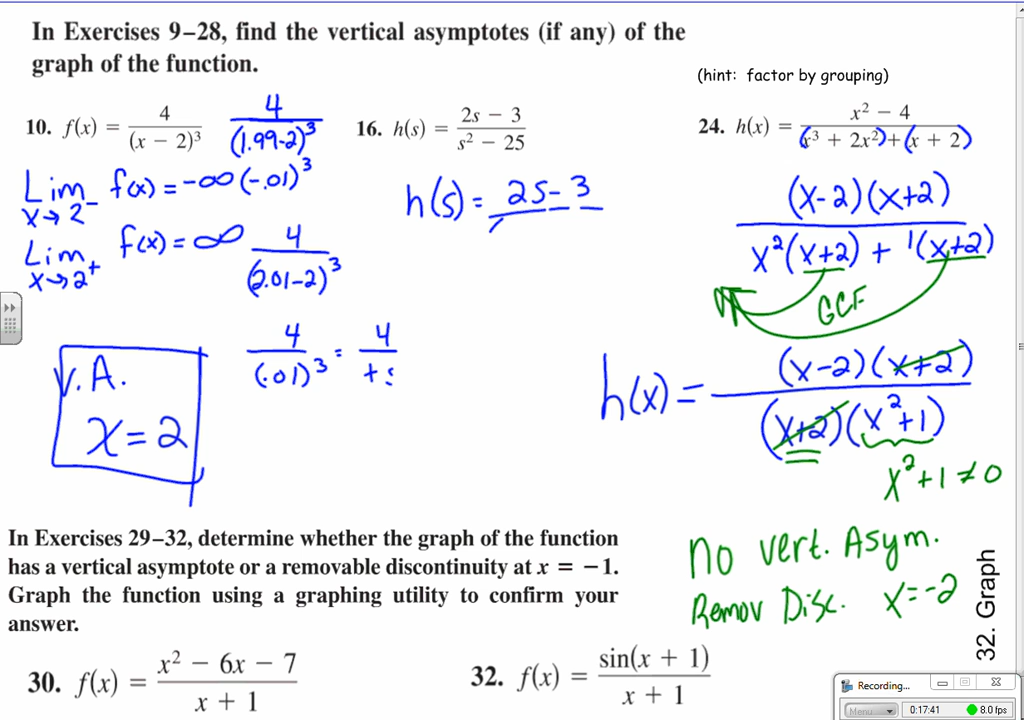 In Exercises 9–28, find the vertical asymptotes (if any) of the
graph of the function.
(hint: factor by grouping)
10. f(x) = 4 / (x − 2)³
4 / (1.99-2)³
Lim x→2⁻ f(x) = -∞ (-.01)³
Lim x→2⁺ f(x) = ∞
4 / (2.01-2)³
4 / (.01)³ = 4 / +
V.A.
x = 2
16. h(s) = 2s − 3 / s² − 25
h(s) = 2s-3
24. h(x) = x² − 4 / (x³ + 2x²)+(x + 2)
(x-2)(x+2) / x²(x+2) + 1(x+2)
GCF
h(x) = (x-2)(x+2) / (x+2)(x²+1)
x²+1 ≠ 0
No vert. Asym.
Remov Disc. x=-2
In Exercises 29–32, determine whether the graph of the function
has a vertical asymptote or a removable discontinuity at x = −1.
Graph the function using a graphing utility to confirm your
answer.
30. f(x) = x² − 6x − 7 / x + 1
32. f(x) = sin(x + 1) / x + 1
32. Graph
Recording...
Menu
0:17:41
8.0 fps